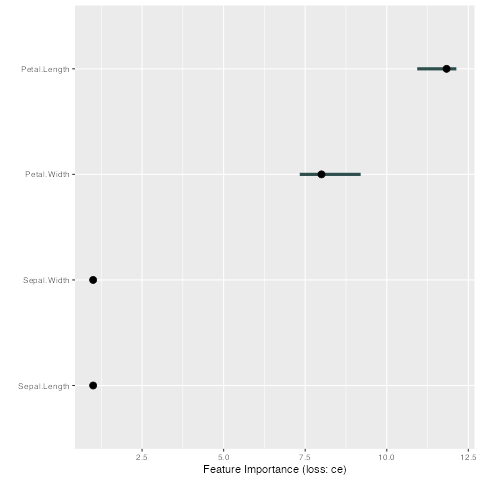 Petal.Length
Petal.Width
Sepal.Width
Sepal.Length
2.5 5.0 7.5 10.0 12.5
Feature Importance (loss: ce)